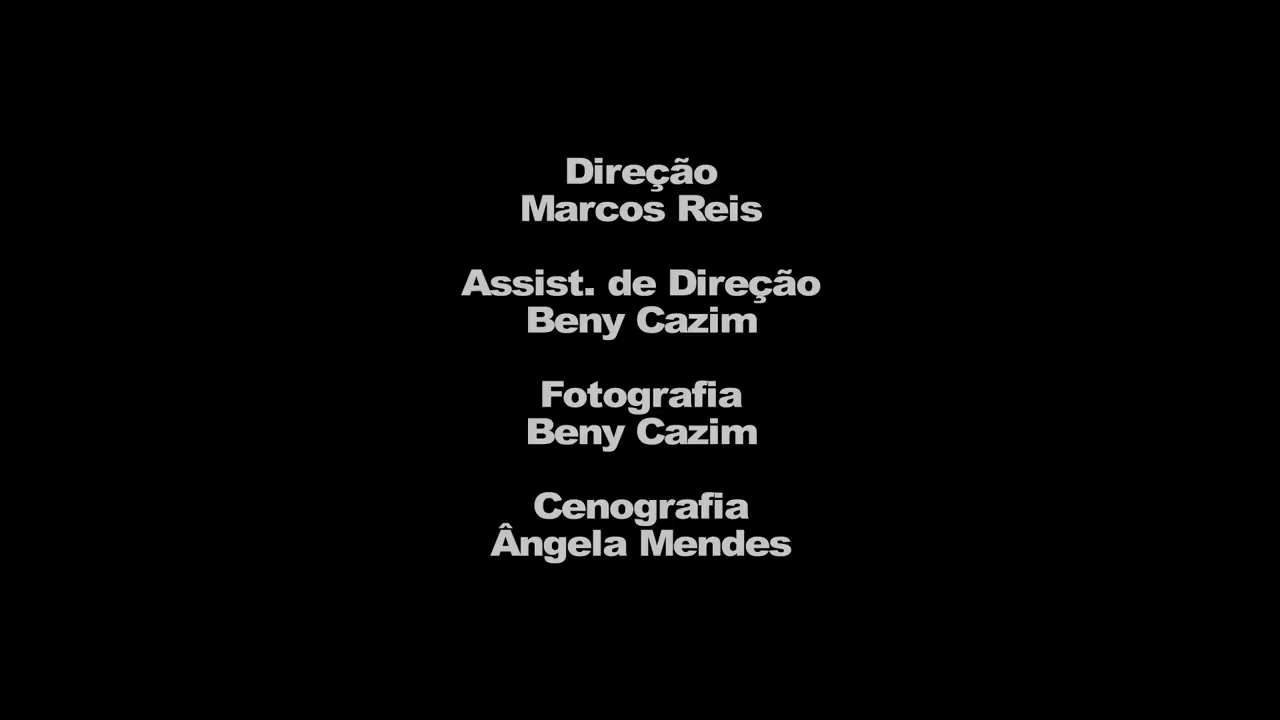 Direção
Marcos Reis
Assist. de Direção
Beny Cazim
Fotografia
Beny Cazim
Cenografia
Ângela Mendes